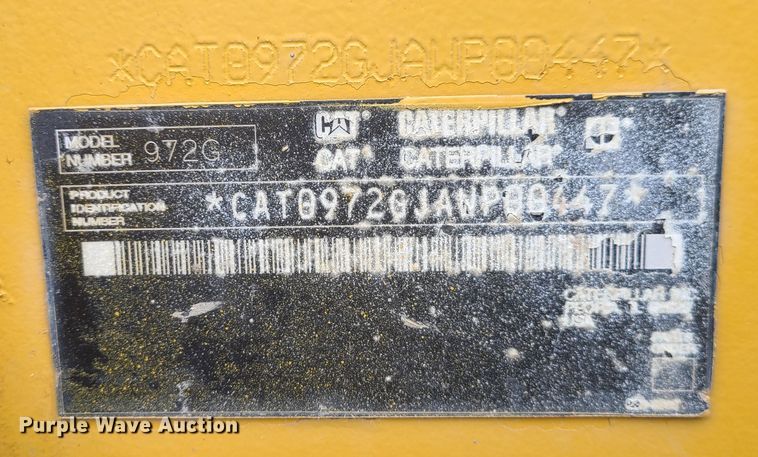 *CAT0972GJAWP00447*
MODEL NUMBER 972G
CAT CATERPILLAR
CAT CATERPILLAR
PRODUCT IDENTIFICATION NUMBER *CAT0972GJAWP00447*
Purple Wave Auction